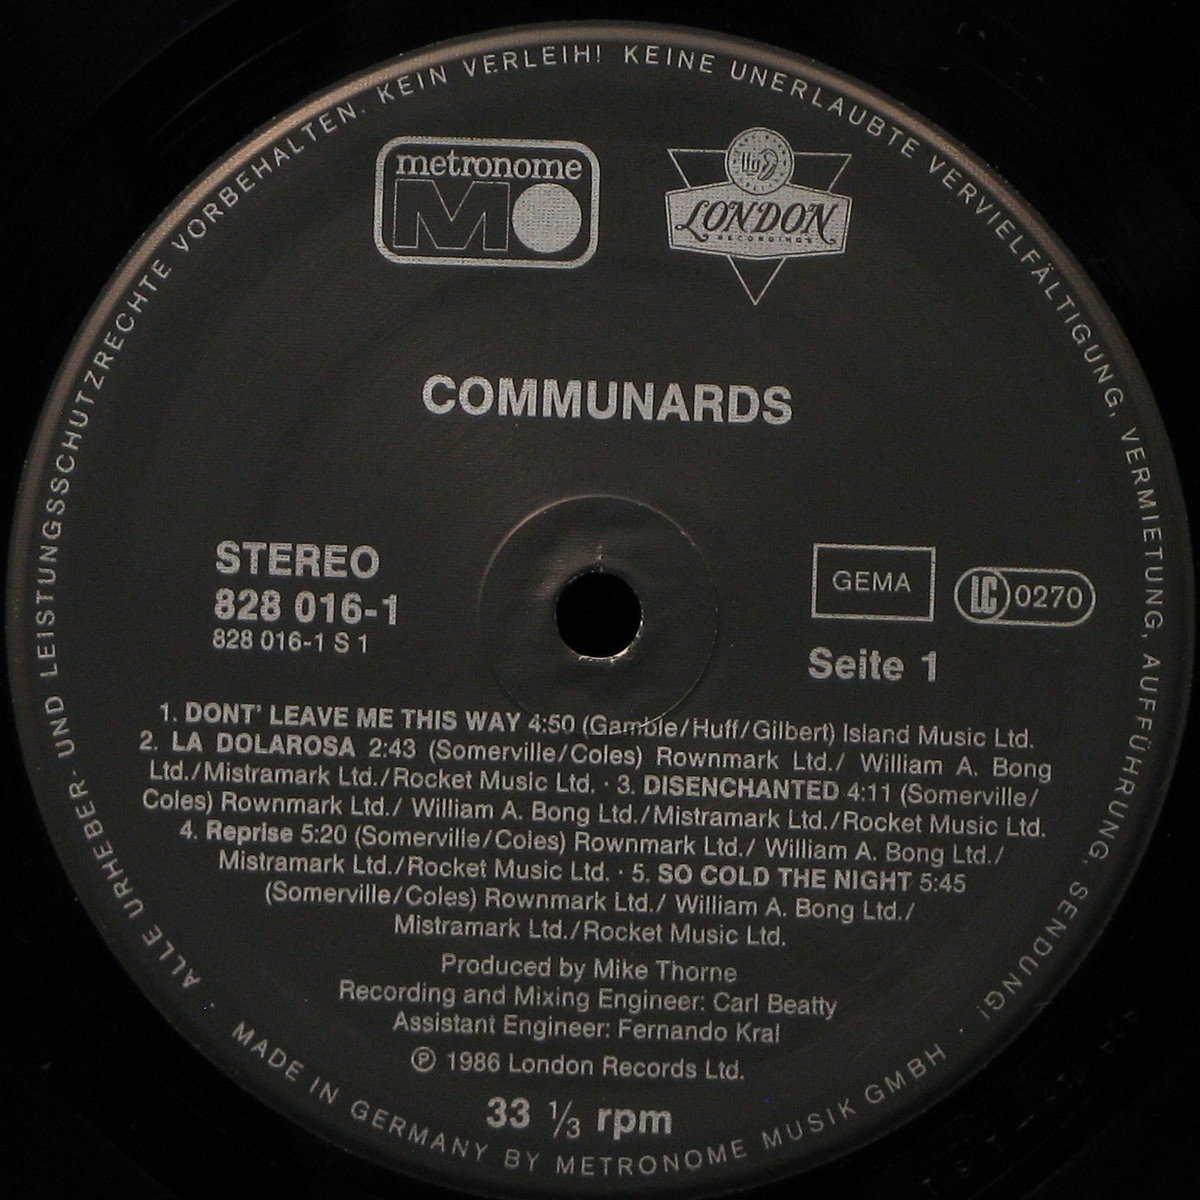 ALLE URHEBER- UND LEISTUNGSSCHUTZRECHTE VORBEHALTEN. KEIN VERLEIH! KEINE UNERLAUBTE VERVIELFÄLTIGUNG, VERMIETUNG, AUFFÜHRUNG, SENDUNG!
metronome
LONDON
RECORDINGS
COMMUNARDS
STEREO
828 016-1
828 016-1 S 1
GEMA
LC 0270
Seite 1
1. DONT' LEAVE ME THIS WAY 4:50 (Gamble/Huff/Gilbert) Island Music Ltd.
2. LA DOLAROSA 2:43 (Somerville/Coles) Rownmark Ltd./ William A. Bong
Ltd./Mistramark Ltd./Rocket Music Ltd. · 3. DISENCHANTED 4:11 (Somerville/
Coles) Rownmark Ltd./ William A. Bong Ltd./Mistramark Ltd./Rocket Music Ltd.
4. Reprise 5:20 (Somerville/Coles) Rownmark Ltd./ William A. Bong Ltd./
Mistramark Ltd./Rocket Music Ltd. · 5. SO COLD THE NIGHT 5:45
(Somerville/Coles) Rownmark Ltd./ William A. Bong Ltd./
Mistramark Ltd./Rocket Music Ltd.
Produced by Mike Thorne
Recording and Mixing Engineer: Carl Beatty
Assistant Engineer: Fernando Kral
℗ 1986 London Records Ltd.
33 1/3 rpm
· MADE IN GERMANY BY METRONOME MUSIK GMBH ·